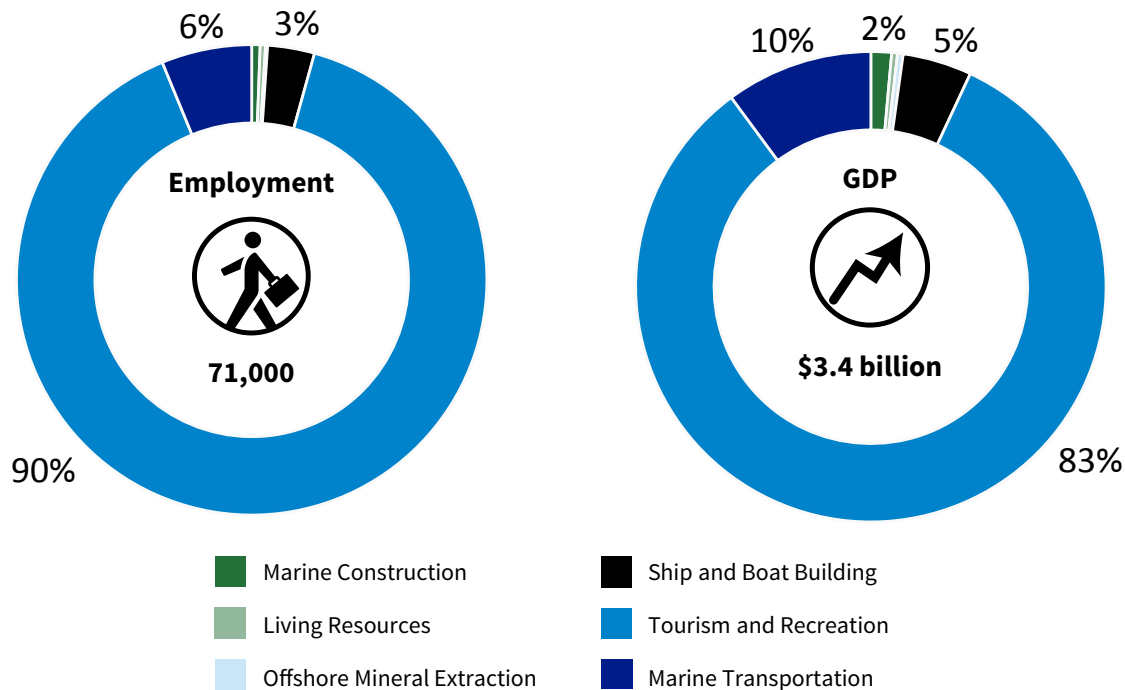 6%
3%
Employment
71,000
90%
10%
2%
5%
GDP
$3.4 billion
83%
Marine Construction
Living Resources
Offshore Mineral Extraction
Ship and Boat Building
Tourism and Recreation
Marine Transportation